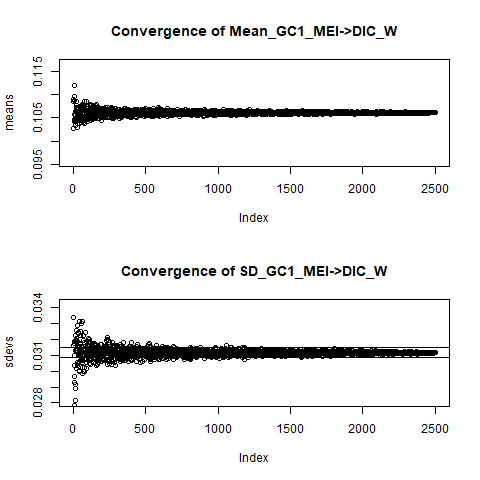 Convergence of Mean_GC1_MEI->DIC_W
means
0.115
0.105
0.095
0 500 1000 1500 2000 2500
Index
Convergence of SD_GC1_MEI->DIC_W
sdevs
0.034
0.031
0.028
0 500 1000 1500 2000 2500
Index